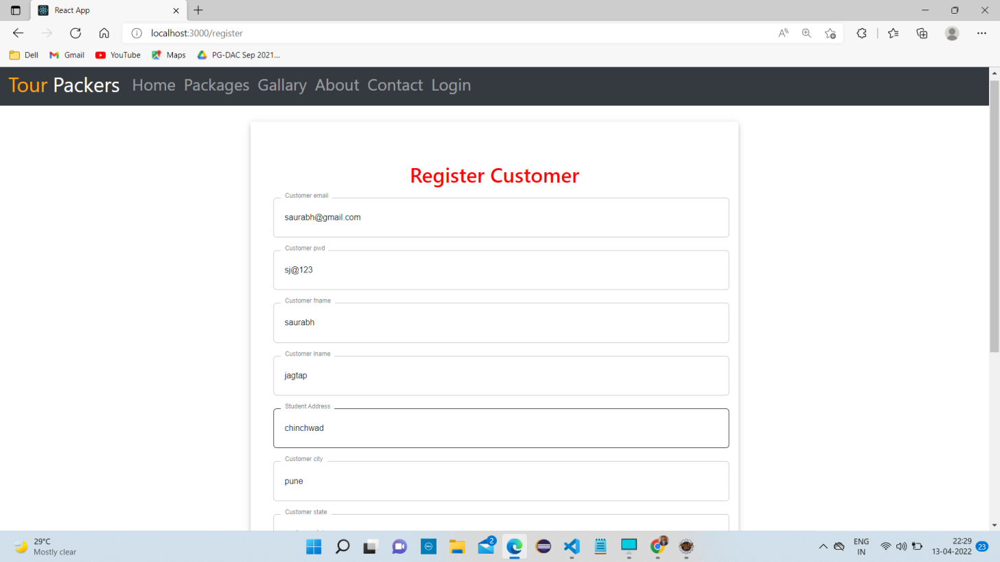 React App
localhost:3000/register
Dell
Gmail
YouTube
Maps
PG-DAC Sep 2021...
Tour Packers Home Packages Gallary About Contact Login
Register Customer
Customer email
saurabh@gmail.com
Customer pwd
sj@123
Customer fname
saurabh
Customer lname
jagtap
Student Address
chinchwad
Customer city
pune
Customer state
29°C
Mostly clear
2
ENG
IN
22:29
13-04-2022
23